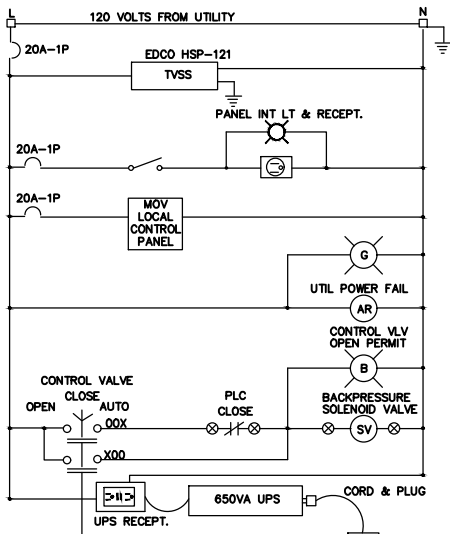 L
120 VOLTS FROM UTILITY
N
20A-1P
EDCO HSP-121
TVSS
PANEL INT LT & RECEPT.
20A-1P
20A-1P
MOV
LOCAL
CONTROL
PANEL
G
UTIL POWER FAIL
AR
CONTROL VLV
OPEN PERMIT
B
CONTROL VALVE
CLOSE
OPEN
AUTO
OOX
PLC
CLOSE
BACKPRESSURE
SOLENOID VALVE
SV
XOO
650VA UPS
CORD & PLUG
UPS RECEPT.